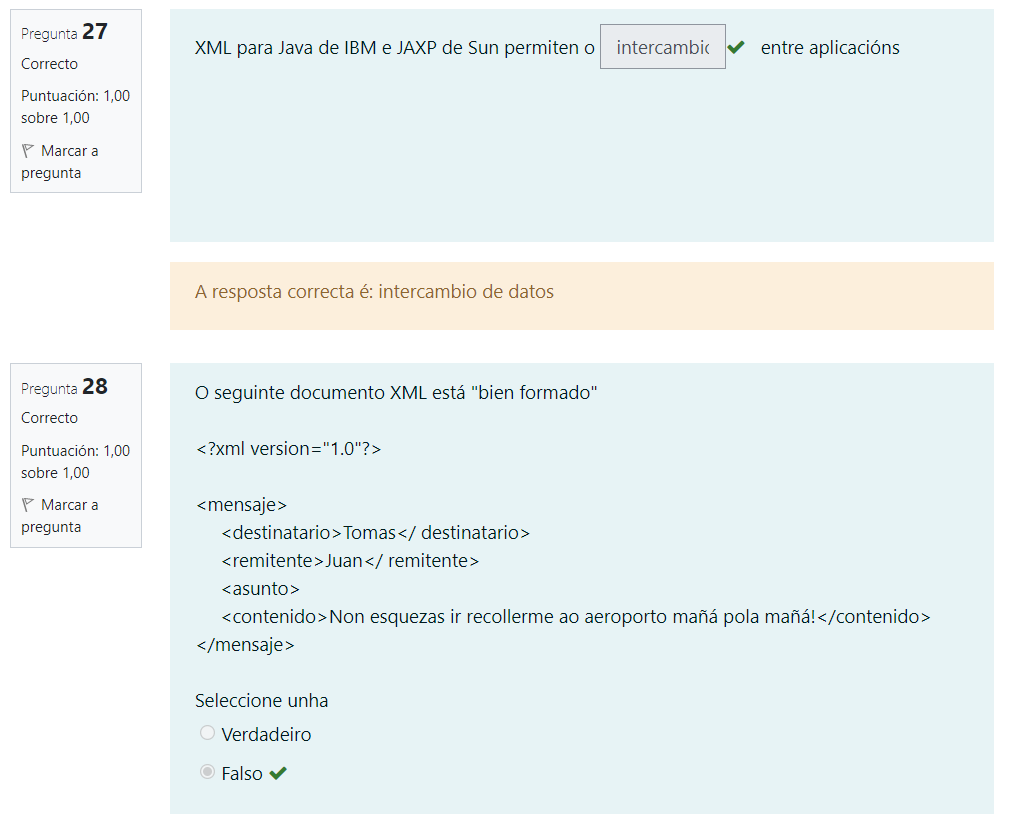 Pregunta 27
Correcto
Puntuación: 1,00
sobre 1,00
Marcar a
pregunta
XML para Java de IBM e JAXP de Sun permiten o intercambio entre aplicacións
A resposta correcta é: intercambio de datos
Pregunta 28
Correcto
Puntuación: 1,00
sobre 1,00
Marcar a
pregunta
O seguinte documento XML está "bien formado"
<?xml version="1.0"?>
<mensaje>
<destinatario>Tomas</ destinatario>
<remitente>Juan</ remitente>
<asunto>
<contenido>Non esquezas ir recollerme ao aeroporto mañá pola mañá!</contenido>
</mensaje>
Seleccione unha
Verdadeiro
Falso